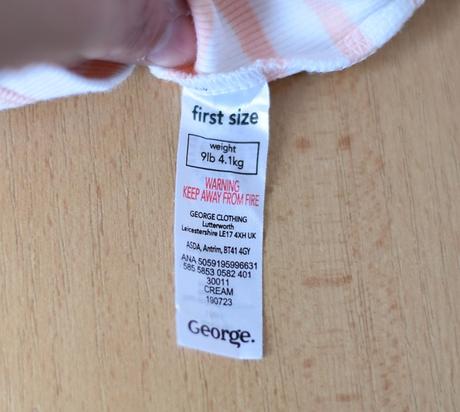 first size
weight
9lb 4.1kg
WARNING
KEEP AWAY FROM FIRE
GEORGE CLOTHING
Lutterworth
Leicestershire LE17 4XH UK
ASDA, Antrim, BT41 4GY
ANA 5059195996631
585 5853 0582 401
30011
CREAM
190723
George.